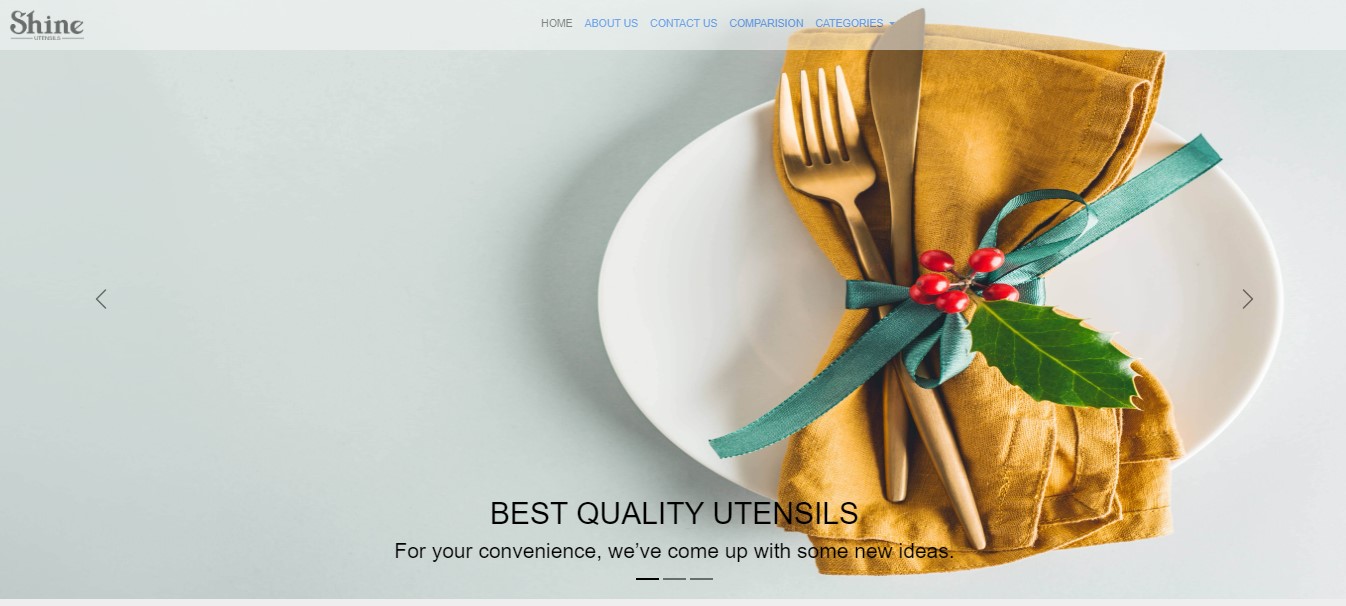 Shine
UTENSILS
HOME ABOUT US CONTACT US COMPARISION CATEGORIES
BEST QUALITY UTENSILS
For your convenience, we’ve come up with some new ideas.